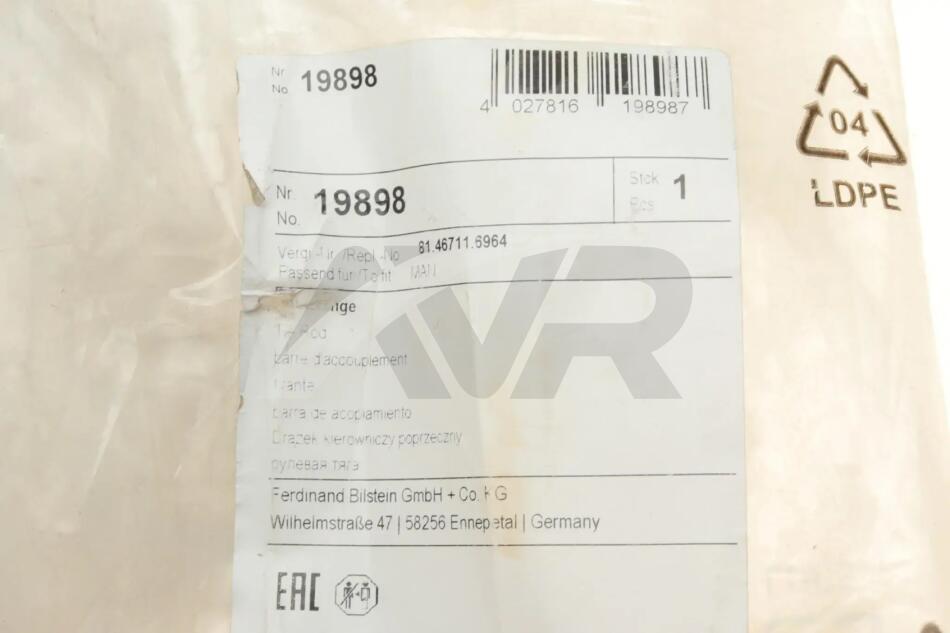 Nr.
No. 19898
4 027816 198987
04
LDPE
Nr.
No. 19898
Stck 1
Pcs
Vergl.-Nr./Repl.-No. 81.46711.6964
Passend für/To fit MAN
Rod
barre d'accouplement
Tirante
barra de acoplamiento
Drążek kierowniczy poprzeczny
рулевая тяга
Ferdinand Bilstein GmbH + Co. KG
Wilhelmstraße 47 | 58256 Ennepetal | Germany
EAC
VR